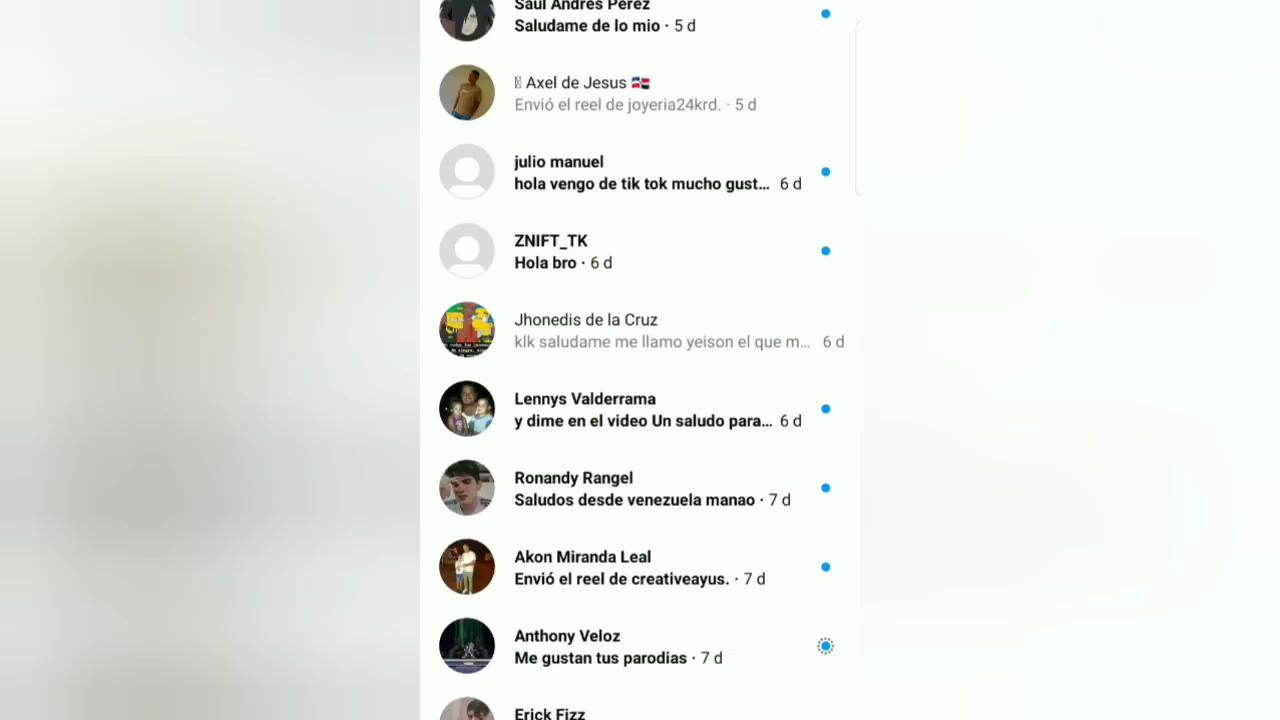 Saul Andres Perez
Saludame de lo mio · 5 d
Axel de Jesus 🇩🇴
Envió el reel de joyeria24krd. · 5 d
julio manuel
hola vengo de tik tok mucho gust... 6 d
ZNIFT_TK
Hola bro · 6 d
Jhonedis de la Cruz
klk saludame me llamo yeison el que m... 6 d
Lennys Valderrama
y dime en el video Un saludo para... 6 d
Ronandy Rangel
Saludos desde venezuela manao · 7 d
Akon Miranda Leal
Envió el reel de creativeayus. · 7 d
Anthony Veloz
Me gustan tus parodias · 7 d
Erick Fizz